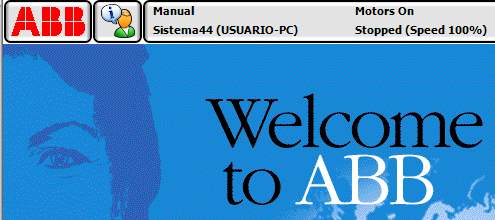 ABB
Manual
Motors On
Sistema44 (USUARIO-PC)
Stopped (Speed 100%)
Welcome
to ABB